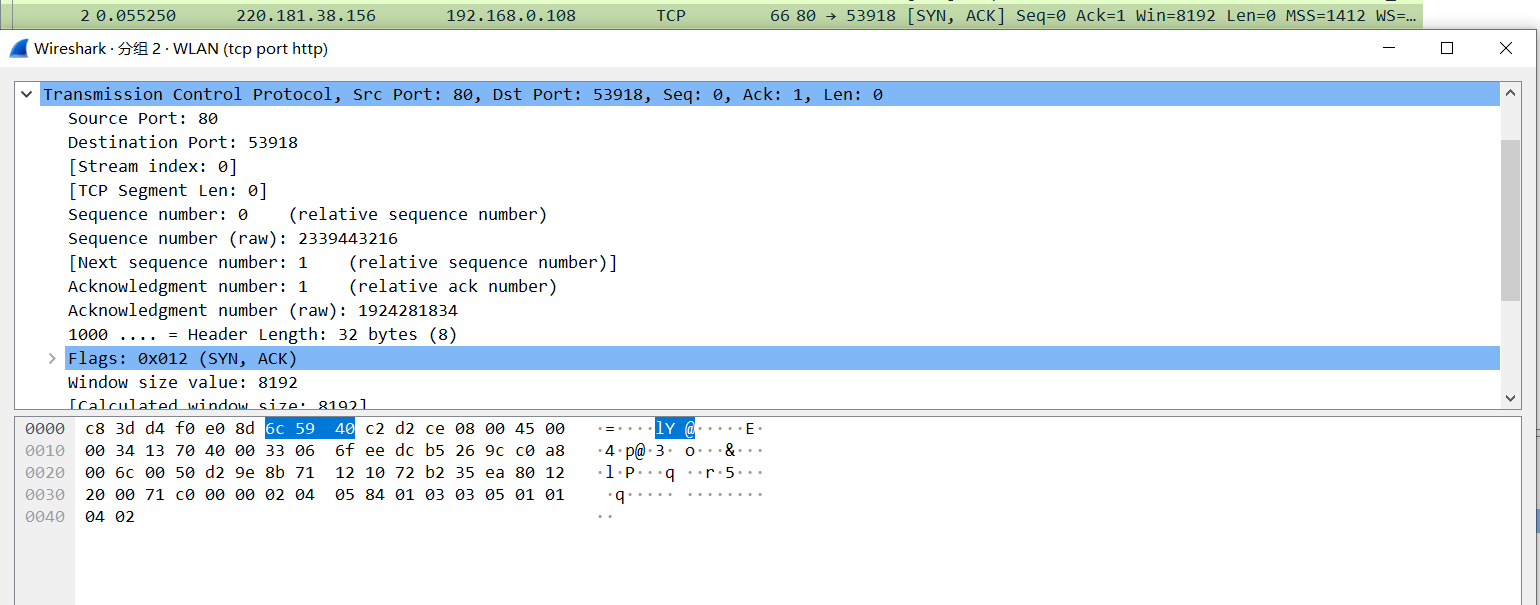 2 0.055250 220.181.38.156 192.168.0.108 TCP 66 80 → 53918 [SYN, ACK] Seq=0 Ack=1 Win=8192 Len=0 MSS=1412 WS=…
Wireshark · 分组 2 · WLAN (tcp port http)
Transmission Control Protocol, Src Port: 80, Dst Port: 53918, Seq: 0, Ack: 1, Len: 0
Source Port: 80
Destination Port: 53918
[Stream index: 0]
[TCP Segment Len: 0]
Sequence number: 0    (relative sequence number)
Sequence number (raw): 2339443216
[Next sequence number: 1    (relative sequence number)]
Acknowledgment number: 1    (relative ack number)
Acknowledgment number (raw): 1924281834
1000 .... = Header Length: 32 bytes (8)
Flags: 0x012 (SYN, ACK)
Window size value: 8192
[Calculated window size: 8192]
0000 c8 3d d4 f0 e0 8d 6c 59 40 c2 d2 ce 08 00 45 00 ·=····lY @·····E·
0010 00 34 13 70 40 00 33 06 6f ee dc b5 26 9c c0 a8 ·4·p@·3· o···&···
0020 00 6c 00 50 d2 9e 8b 71 12 10 72 b2 35 ea 80 12 ·l·P···q ··r·5···
0030 20 00 71 c0 00 00 02 04 05 84 01 03 03 05 01 01 ·q····· ········
0040 04 02 ··